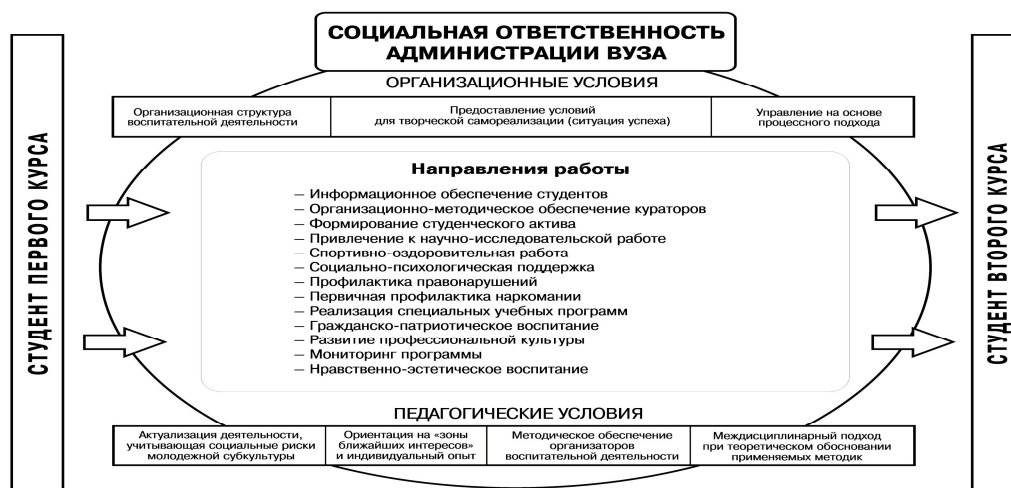 СОЦИАЛЬНАЯ ОТВЕТСТВЕННОСТЬ
АДМИНИСТРАЦИИ ВУЗА
ОРГАНИЗАЦИОННЫЕ УСЛОВИЯ
Организационная структура
воспитательной деятельности
Предоставление условий
для творческой самореализации (ситуация успеха)
Управление на основе
процессного подхода
СТУДЕНТ ПЕРВОГО КУРСА
Направления работы
– Информационное обеспечение студентов
– Организационно-методическое обеспечение кураторов
– Формирование студенческого актива
– Привлечение к научно-исследовательской работе
– Спортивно-оздоровительная работа
– Социально-психологическая поддержка
– Профилактика правонарушений
– Первичная профилактика наркомании
– Реализация специальных учебных программ
– Гражданско-патриотическое воспитание
– Развитие профессиональной культуры
– Мониторинг программы
– Нравственно-эстетическое воспитание
СТУДЕНТ ВТОРОГО КУРСА
ПЕДАГОГИЧЕСКИЕ УСЛОВИЯ
Актуализация деятельности,
учитывающая социальные риски
молодежной субкультуры
Ориентация на «зоны
ближайших интересов»
и индивидуальный опыт
Методическое обеспечение
организаторов
воспитательной деятельности
Междисциплинарный подход
при теоретическом обосновании
применяемых методик